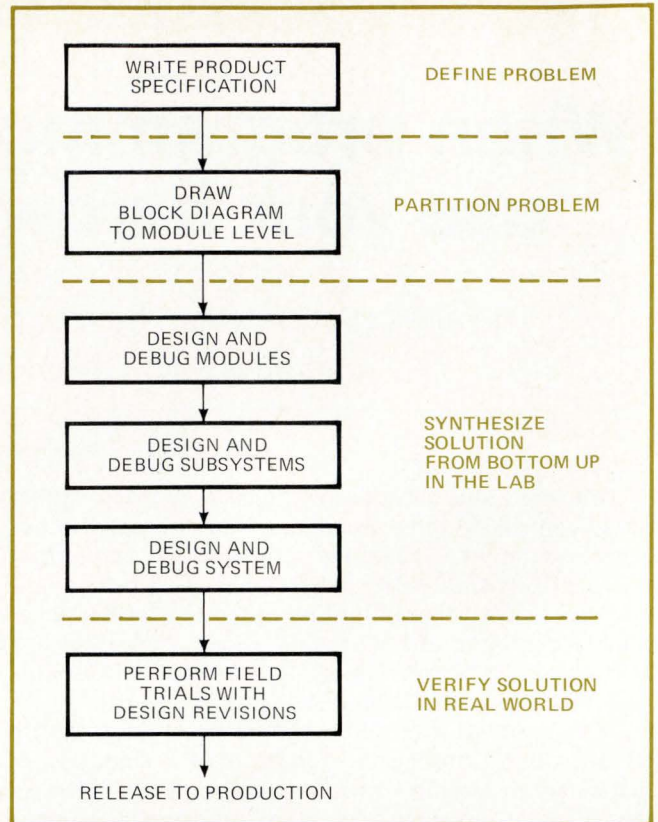 WRITE PRODUCT
SPECIFICATION
DEFINE PROBLEM
DRAW
BLOCK DIAGRAM
TO MODULE LEVEL
PARTITION PROBLEM
DESIGN AND
DEBUG MODULES
DESIGN AND
DEBUG SUBSYSTEMS
DESIGN AND
DEBUG SYSTEM
SYNTHESIZE
SOLUTION
FROM BOTTOM UP
IN THE LAB
PERFORM FIELD
TRIALS WITH
DESIGN REVISIONS
VERIFY SOLUTION
IN REAL WORLD
RELEASE TO PRODUCTION